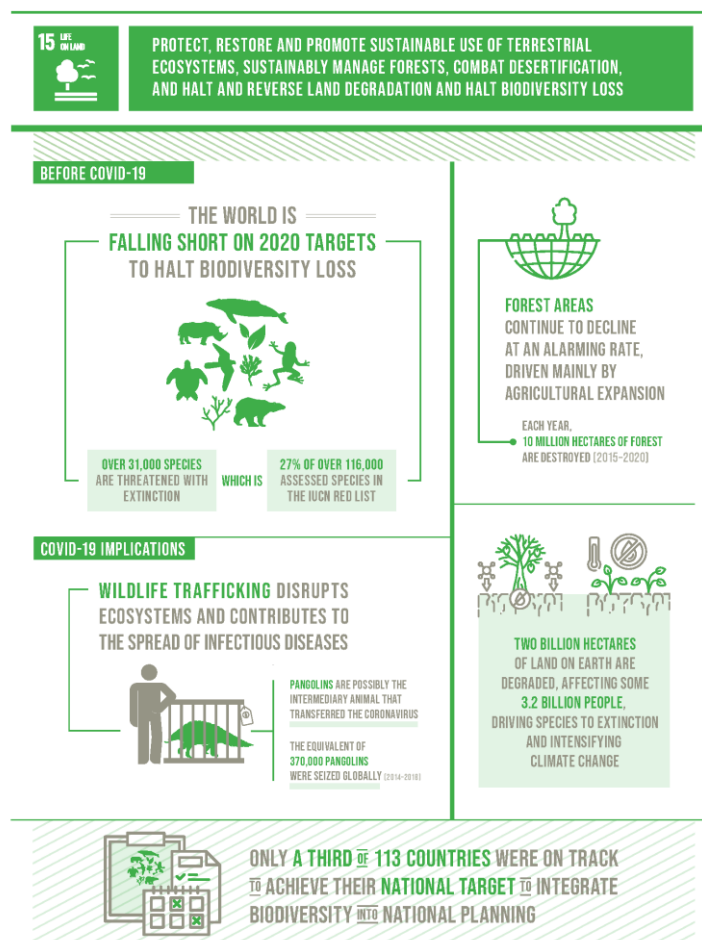 15 LIFE
ON LAND
PROTECT, RESTORE AND PROMOTE SUSTAINABLE USE OF TERRESTRIAL
ECOSYSTEMS, SUSTAINABLY MANAGE FORESTS, COMBAT DESERTIFICATION,
AND HALT AND REVERSE LAND DEGRADATION AND HALT BIODIVERSITY LOSS
BEFORE COVID-19
THE WORLD IS
FALLING SHORT ON 2020 TARGETS
TO HALT BIODIVERSITY LOSS
OVER 31,000 SPECIES
ARE THREATENED WITH
EXTINCTION
WHICH IS
27% OF OVER 116,000
ASSESSED SPECIES IN
THE IUCN RED LIST
FOREST AREAS
CONTINUE TO DECLINE
AT AN ALARMING RATE,
DRIVEN MAINLY BY
AGRICULTURAL EXPANSION
EACH YEAR,
10 MILLION HECTARES OF FOREST
ARE DESTROYED (2015-2020)
COVID-19 IMPLICATIONS
WILDLIFE TRAFFICKING DISRUPTS
ECOSYSTEMS AND CONTRIBUTES TO
THE SPREAD OF INFECTIOUS DISEASES
PANGOLINS ARE POSSIBLY THE
INTERMEDIARY ANIMAL THAT
TRANSFERRED THE CORONAVIRUS
THE EQUIVALENT OF
370,000 PANGOLINS
WERE SEIZED GLOBALLY (2014-2018)
TWO BILLION HECTARES
OF LAND ON EARTH ARE
DEGRADED, AFFECTING SOME
3.2 BILLION PEOPLE,
DRIVING SPECIES TO EXTINCTION
AND INTENSIFYING
CLIMATE CHANGE
ONLY A THIRD OF 113 COUNTRIES WERE ON TRACK
TO ACHIEVE THEIR NATIONAL TARGET TO INTEGRATE
BIODIVERSITY INTO NATIONAL PLANNING